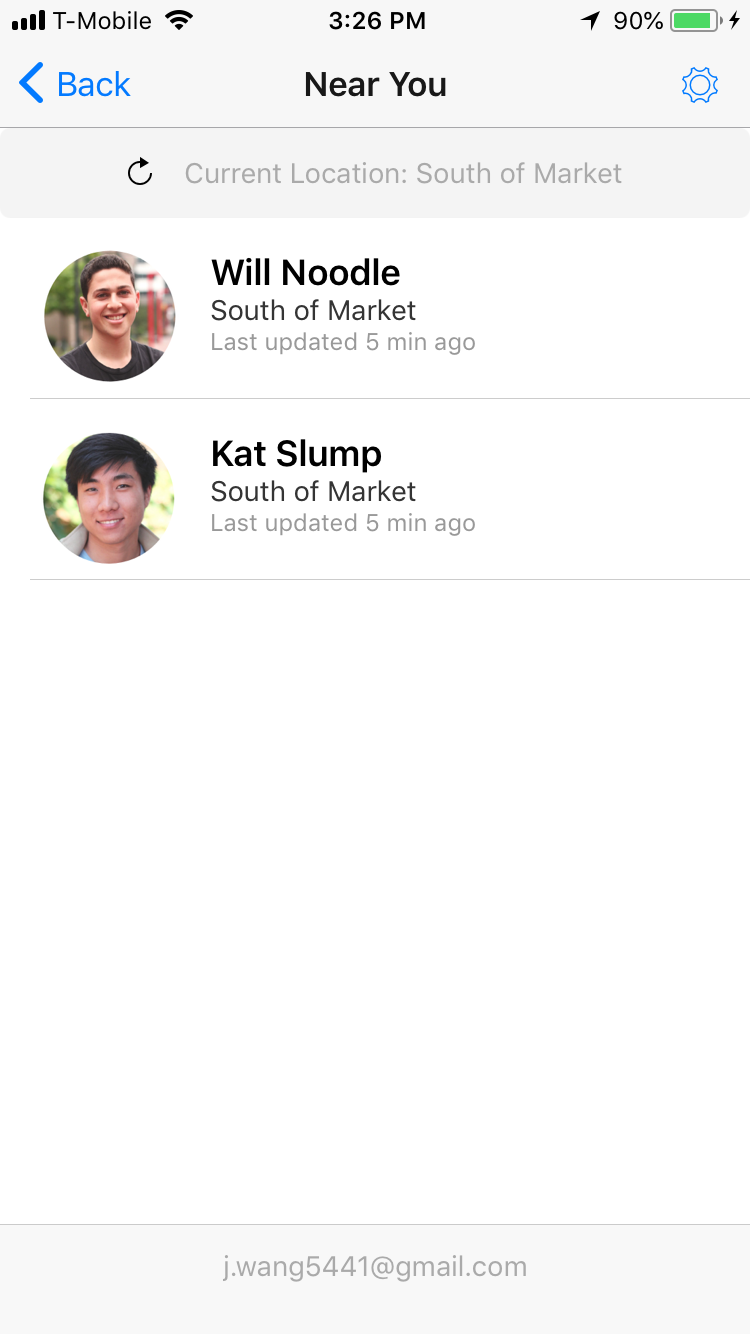 T-Mobile 3:26 PM 90%
Back Near You
Current Location: South of Market
Will Noodle
South of Market
Last updated 5 min ago
Kat Slump
South of Market
Last updated 5 min ago
j.wang5441@gmail.com